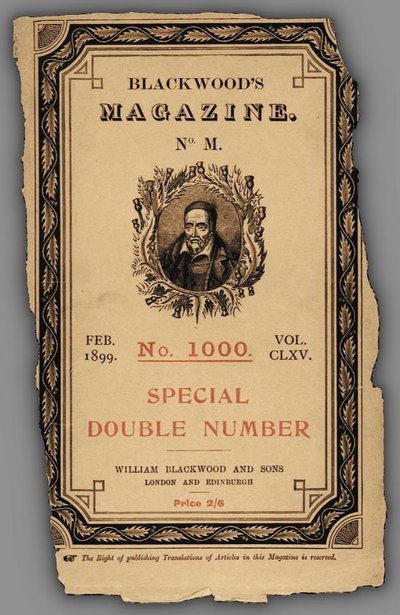 BLACKWOOD'S
MAGAZINE.
No. M.
FEB.
1899.
No. 1000.
VOL.
CLXV.
SPECIAL
DOUBLE NUMBER
WILLIAM BLACKWOOD AND SONS
LONDON AND EDINBURGH
Price 2/6
The Right of publishing Translations of Articles in this Magazine is reserved.